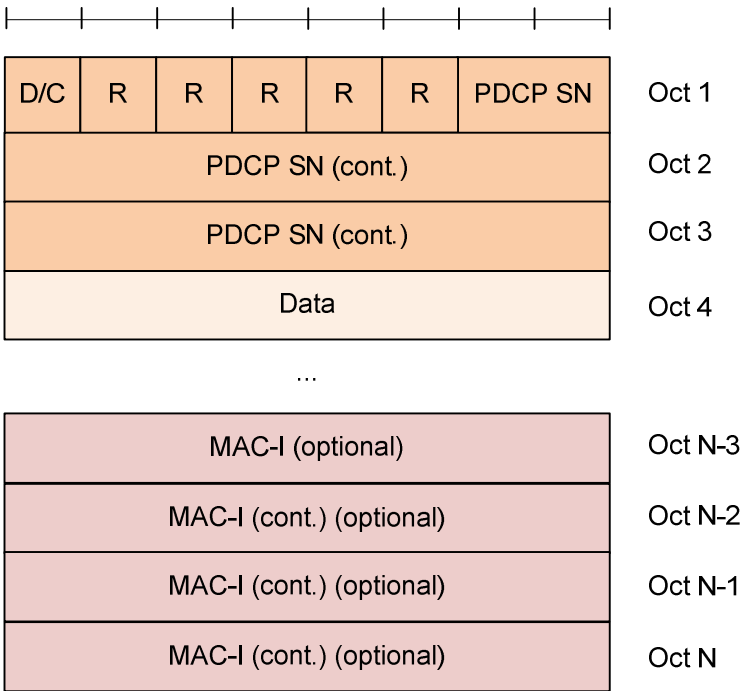 D/C R R R R R PDCP SN Oct 1
PDCP SN (cont.) Oct 2
PDCP SN (cont.) Oct 3
Data Oct 4
...
MAC-I (optional) Oct N-3
MAC-I (cont.) (optional) Oct N-2
MAC-I (cont.) (optional) Oct N-1
MAC-I (cont.) (optional) Oct N